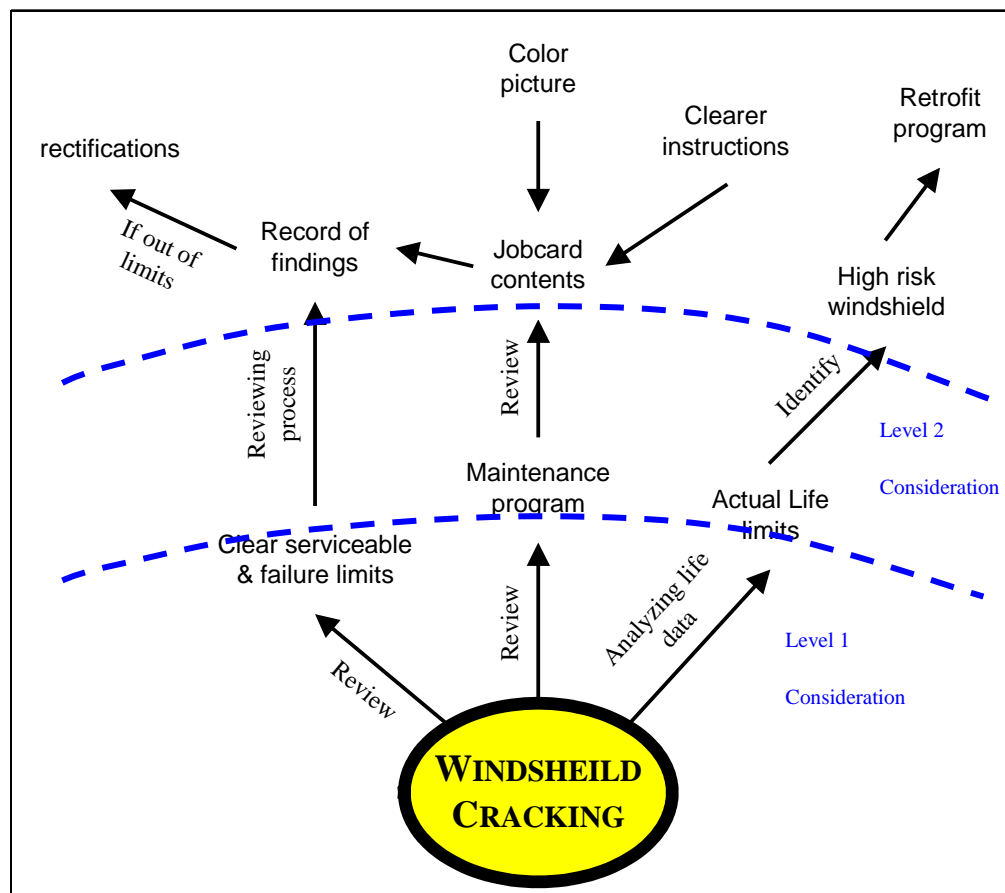 Color
picture
Clearer
instructions
Retrofit
program
rectifications
If out of
limits
Record of
findings
Jobcard
contents
High risk
windshield
Reviewing
process
Review
Identify
Level 2
Consideration
Maintenance
program
Actual Life
limits
Clear serviceable
& failure limits
Review
Review
Analyzing life
data
Level 1
Consideration
WINDSHEILD
CRACKING